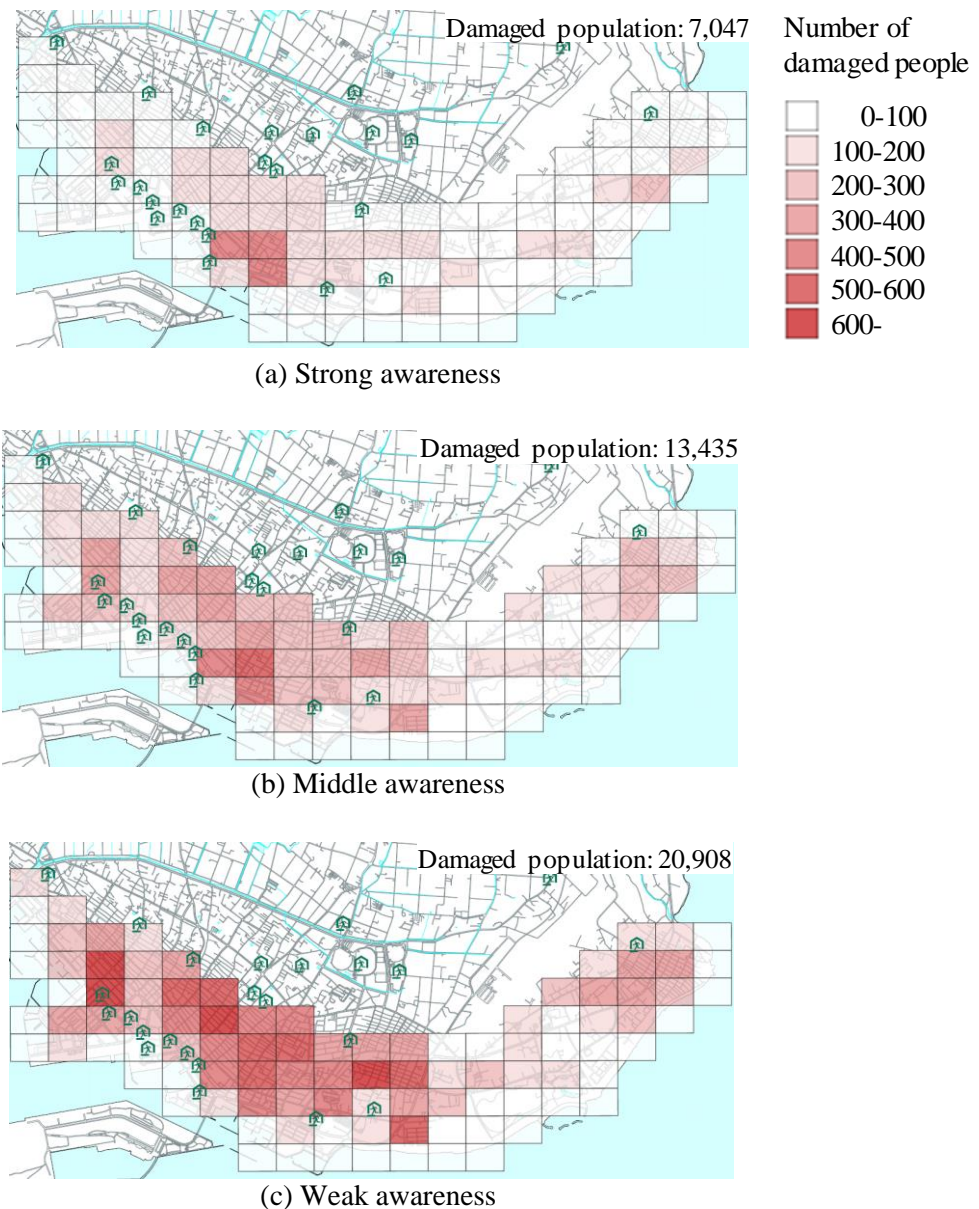 Damaged population: 7,047
Number of
damaged people
0-100
100-200
200-300
300-400
400-500
500-600
600-
(a) Strong awareness
Damaged population: 13,435
(b) Middle awareness
Damaged population: 20,908
(c) Weak awareness